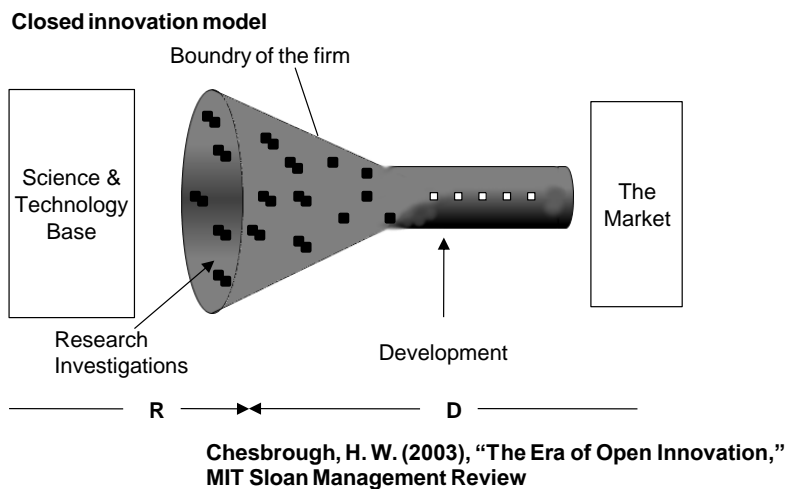 Closed innovation model
Boundry of the firm
Science &
Technology
Base
The
Market
Research
Investigations
Development
R
D
Chesbrough, H. W. (2003), “The Era of Open Innovation,”
MIT Sloan Management Review